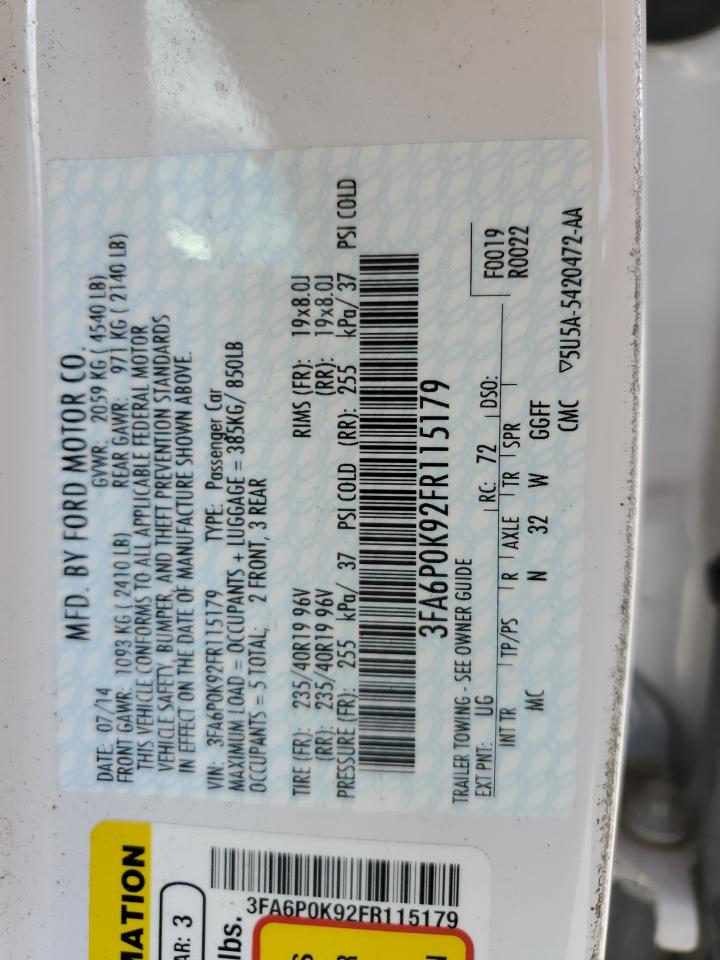 MFD. BY FORD MOTOR CO.
DATE: 07/14 GVWR: 2059 KG ( 4540 LB)
FRONT GAWR: 1093 KG ( 2410 LB) REAR GAWR: 971 KG ( 2140 LB)
THIS VEHICLE CONFORMS TO ALL APPLICABLE FEDERAL MOTOR
VEHICLE SAFETY, BUMPER, AND THEFT PREVENTION STANDARDS
IN EFFECT ON THE DATE OF MANUFACTURE SHOWN ABOVE.
VIN: 3FA6P0K92FR115179 TYPE: Passenger Car
MAXIMUM LOAD = OCCUPANTS + LUGGAGE = 385KG/ 850LB
OCCUPANTS = 5 TOTAL; 2 FRONT, 3 REAR
TIRE (FR): 235/40R19 96V RIMS (FR): 19x8.0J
(RR): 235/40R19 96V (RR): 19x8.0J
PRESSURE (FR): 255 kPa/ 37 PSI COLD (RR): 255 kPa/ 37 PSI COLD
3FA6P0K92FR115179
TRAILER TOWING - SEE OWNER GUIDE
F0019
R0022
EXT PNT: UG RC: 72 DSO:
INT TR TP/PS R AXLE TR SPR
MC N 32 W GGFF
CMC ▽5U5A-5420472-AA
MATION
AR: 3
lbs.
3FA6P0K92FR115179